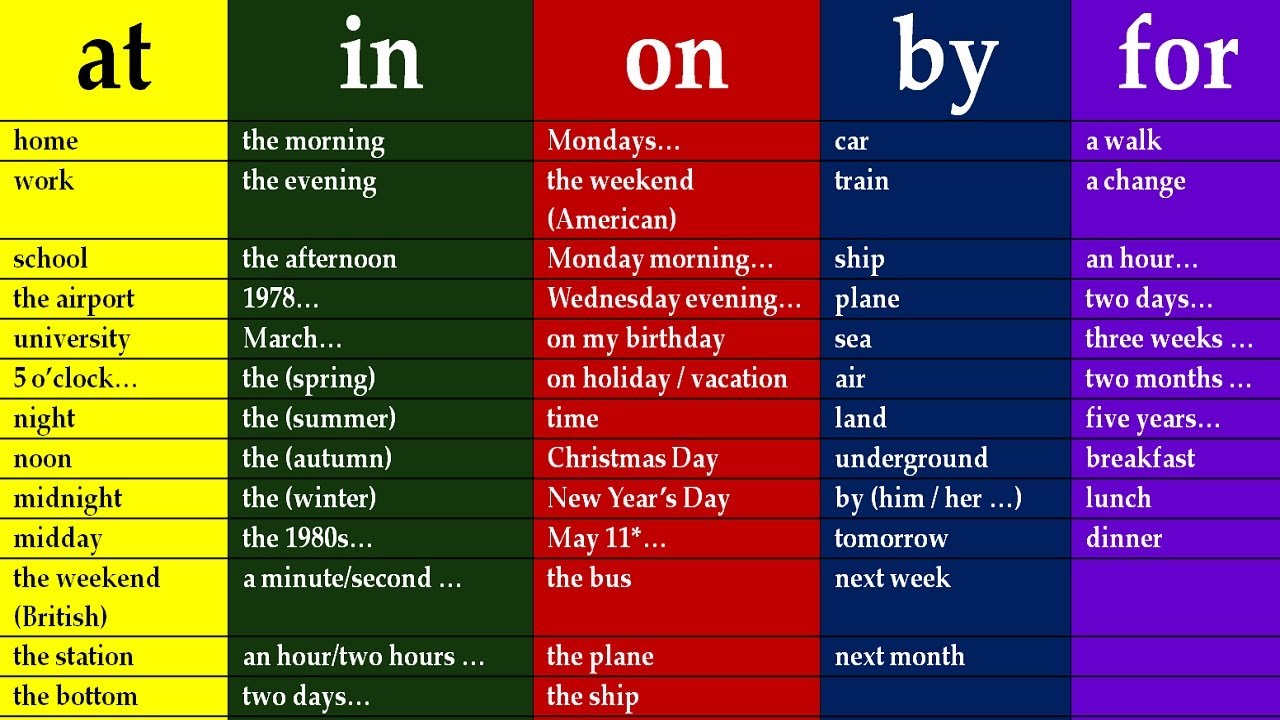 at in on by for
home the morning Mondays… car a walk
work the evening the weekend train a change
(American)
school the afternoon Monday morning… ship an hour…
the airport 1978… Wednesday evening… plane two days…
university March… on my birthday sea three weeks …
5 o’clock… the (spring) on holiday / vacation air two months …
night the (summer) time land five years…
noon the (autumn) Christmas Day underground breakfast
midnight the (winter) New Year’s Day by (him / her …) lunch
midday the 1980s… May 11*… tomorrow dinner
the weekend a minute/second … the bus next week
(British)
the station an hour/two hours … the plane next month
the bottom two days… the ship